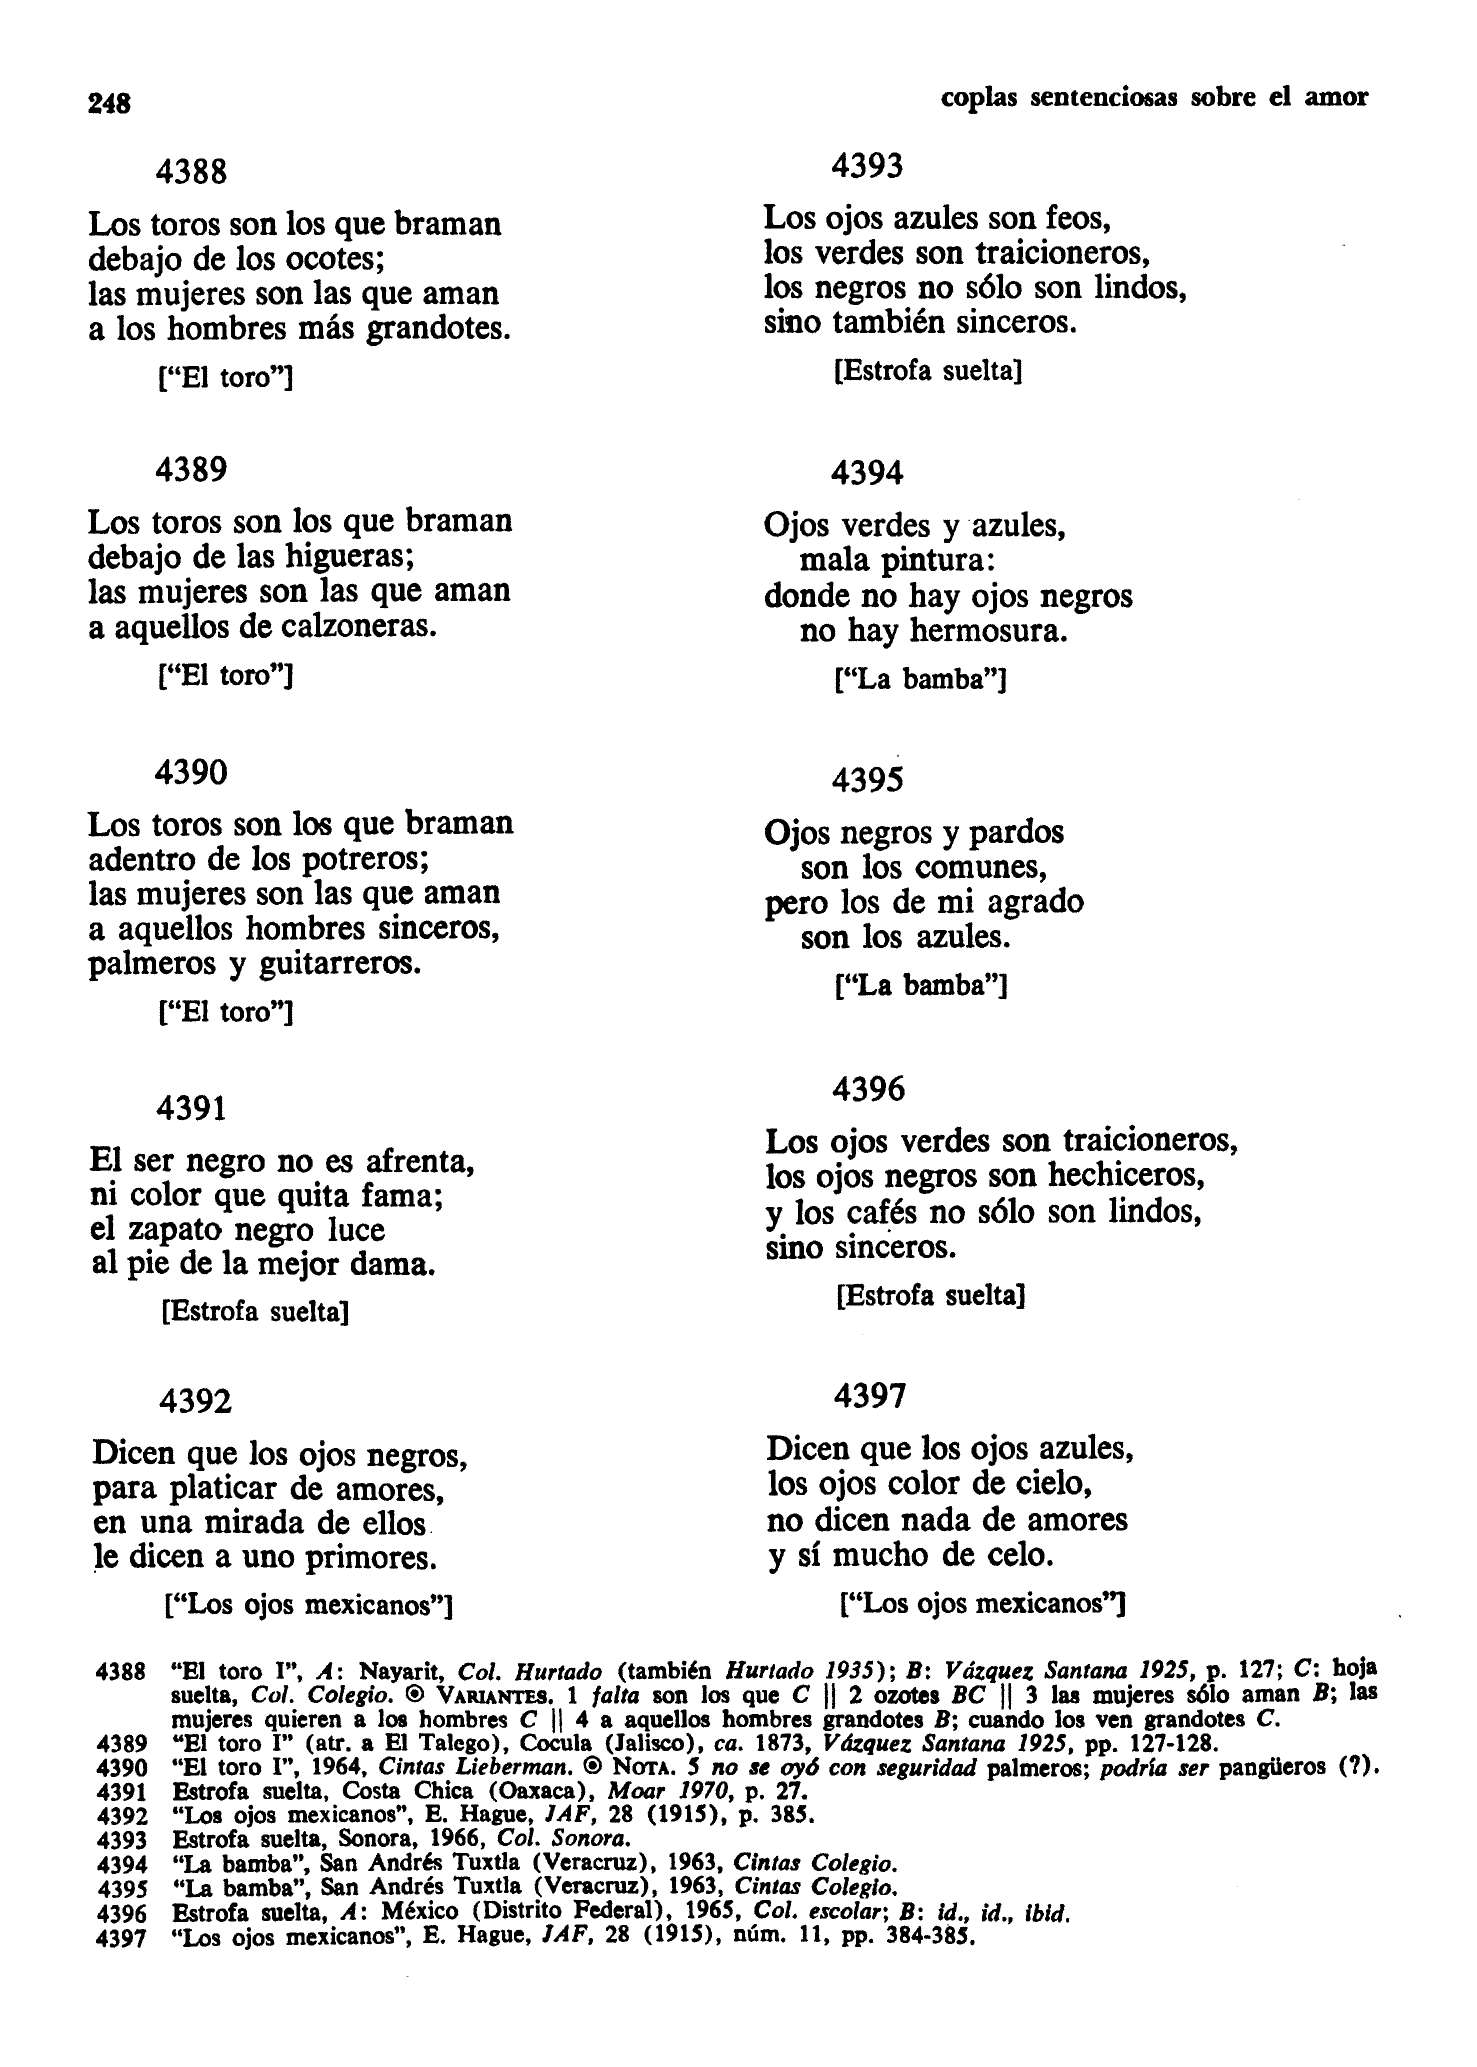 248
coplas sentenciosas sobre el amor
4388
Los toros son los que braman
debajo de los ocotes;
las mujeres son las que aman
a los hombres más grandotes.
[“El toro”]
4389
Los toros son los que braman
debajo de las higueras;
las mujeres son las que aman
a aquellos de calzoneras.
[“El toro”]
4390
Los toros son los que braman
adentro de los potreros;
las mujeres son las que aman
a aquellos hombres sinceros,
palmeros y guitarreros.
[“El toro”]
4391
El ser negro no es afrenta,
ni color que quita fama;
el zapato negro luce
al pie de la mejor dama.
[Estrofa suelta]
4392
Dicen que los ojos negros,
para platicar de amores,
en una mirada de ellos
le dicen a uno primores.
[“Los ojos mexicanos”]
4393
Los ojos azules son feos,
los verdes son traicioneros,
los negros no sólo son lindos,
sino también sinceros.
[Estrofa suelta]
4394
Ojos verdes y azules,
mala pintura:
donde no hay ojos negros
no hay hermosura.
[“La bamba”]
4395
Ojos negros y pardos
son los comunes,
pero los de mi agrado
son los azules.
[“La bamba”]
4396
Los ojos verdes son traicioneros,
los ojos negros son hechiceros,
y los cafés no sólo son lindos,
sino sinceros.
[Estrofa suelta]
4397
Dicen que los ojos azules,
los ojos color de cielo,
no dicen nada de amores
y sí mucho de celo.
[“Los ojos mexicanos”]
4388 “El toro I”, A: Nayarit, Col. Hurtado (también Hurtado 1935); B: Vázquez Santana 1925, p. 127; C: hoja
suelta, Col. Colegio. ® VARIANTES. 1 falta son los que C || 2 ozotes BC || 3 las mujeres sólo aman B; las
mujeres quieren a los hombres C || 4 a aquellos hombres grandotes B; cuando los ven grandotes C.
4389 “El toro I” (atr. a El Talego), Cocula (Jalisco), ca. 1873, Vázquez Santana 1925, pp. 127-128.
4390 “El toro I”, 1964, Cintas Lieberman. ® NOTA. 5 no se oyó con seguridad palmeros; podría ser pangüeros (?).
4391 Estrofa suelta, Costa Chica (Oaxaca), Moar 1970, p. 27.
4392 “Los ojos mexicanos”, E. Hague, JAF, 28 (1915), p. 385.
4393 Estrofa suelta, Sonora, 1966, Col. Sonora.
4394 “La bamba”, San Andrés Tuxtla (Veracruz), 1963, Cintas Colegio.
4395 “La bamba”, San Andrés Tuxtla (Veracruz), 1963, Cintas Colegio.
4396 Estrofa suelta, A: México (Distrito Federal), 1965, Col. escolar; B: id., id., ibid.
4397 “Los ojos mexicanos”, E. Hague, JAF, 28 (1915), núm. 11, pp. 384-385.